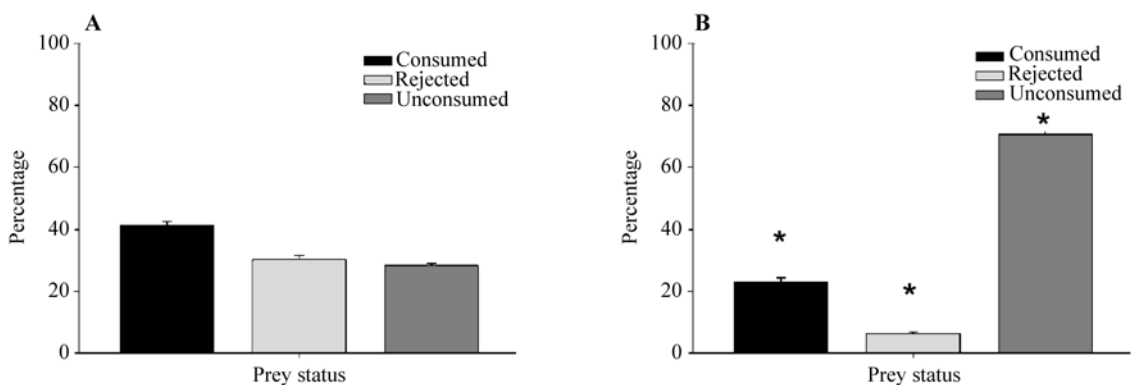 A
100
80
60
40
20
0
Percentage
Consumed
Rejected
Unconsumed
Prey status
B
100
80
60
40
20
0
Percentage
Consumed
Rejected
Unconsumed
*
*
*
Prey status